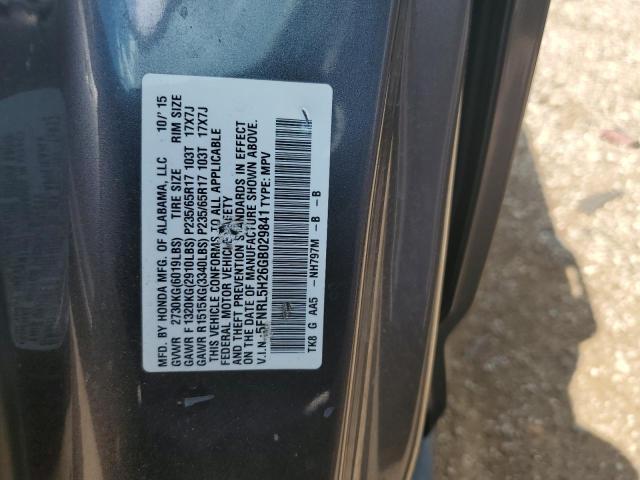 MFD. BY HONDA MFG. OF ALABAMA, LLC 10/'15
GVWR 2730KG(6019LBS) TIRE SIZE RIM SIZE
GAWR F 1320KG(2910LBS) P235/65R17 103T 17X7J
GAWR R 1515KG(3340LBS) P235/65R17 103T 17X7J
THIS VEHICLE CONFORMS TO ALL APPLICABLE
FEDERAL MOTOR VEHICLE SAFETY
AND THEFT PREVENTION STANDARDS IN EFFECT
ON THE DATE OF MANUFACTURE SHOWN ABOVE.
V.I.N.: 5FNRL5H26GB029841 TYPE: MPV
TK8 G AA5 -NH797M -B -B